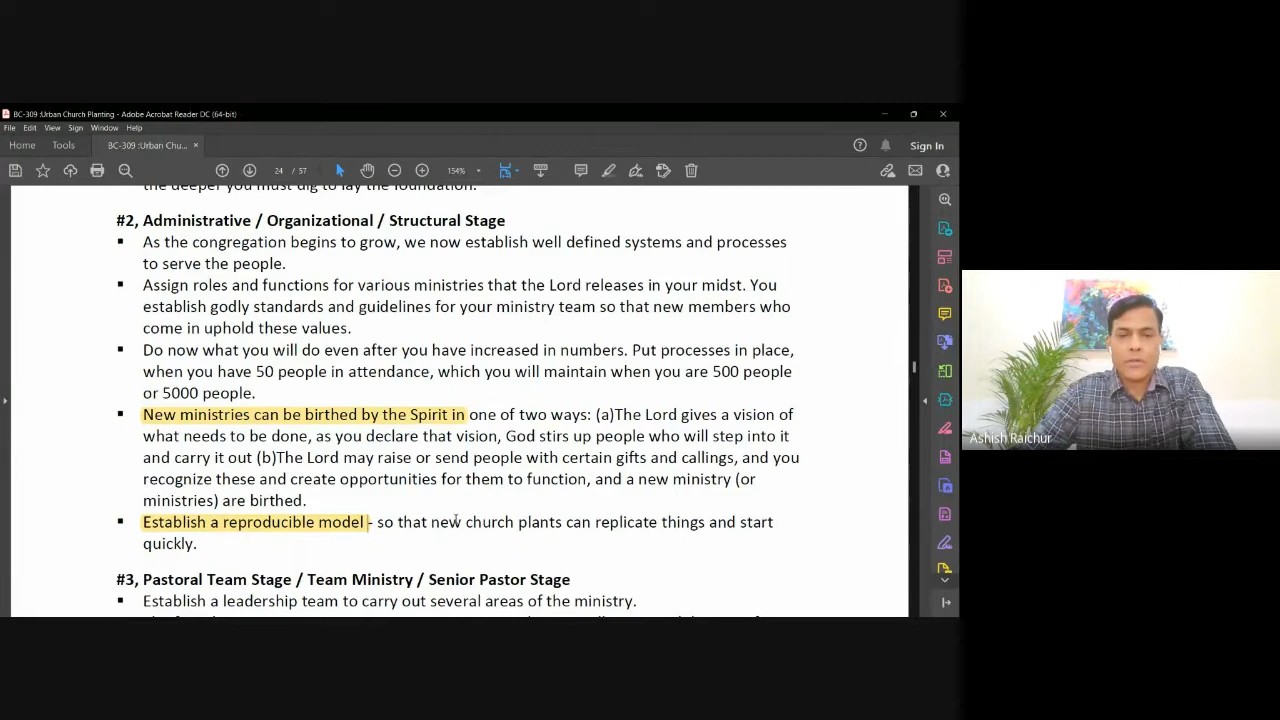 BC-309 :Urban Church Planting - Adobe Acrobat Reader DC (64-bit)
File Edit View Sign Window Help
Home Tools BC-309 :Urban Chu... × Sign In
24 / 57 154%
the deeper you must dig to lay the foundation.
#2, Administrative / Organizational / Structural Stage
▪ As the congregation begins to grow, we now establish well defined systems and processes
to serve the people.
▪ Assign roles and functions for various ministries that the Lord releases in your midst. You
establish godly standards and guidelines for your ministry team so that new members who
come in uphold these values.
▪ Do now what you will do even after you have increased in numbers. Put processes in place,
when you have 50 people in attendance, which you will maintain when you are 500 people
or 5000 people.
▪ New ministries can be birthed by the Spirit in one of two ways: (a)The Lord gives a vision of
what needs to be done, as you declare that vision, God stirs up people who will step into it
and carry it out (b)The Lord may raise or send people with certain gifts and callings, and you
recognize these and create opportunities for them to function, and a new ministry (or
ministries) are birthed.
▪ Establish a reproducible model - so that new church plants can replicate things and start
quickly.
#3, Pastoral Team Stage / Team Ministry / Senior Pastor Stage
▪ Establish a leadership team to carry out several areas of the ministry.
Ashish Raichur